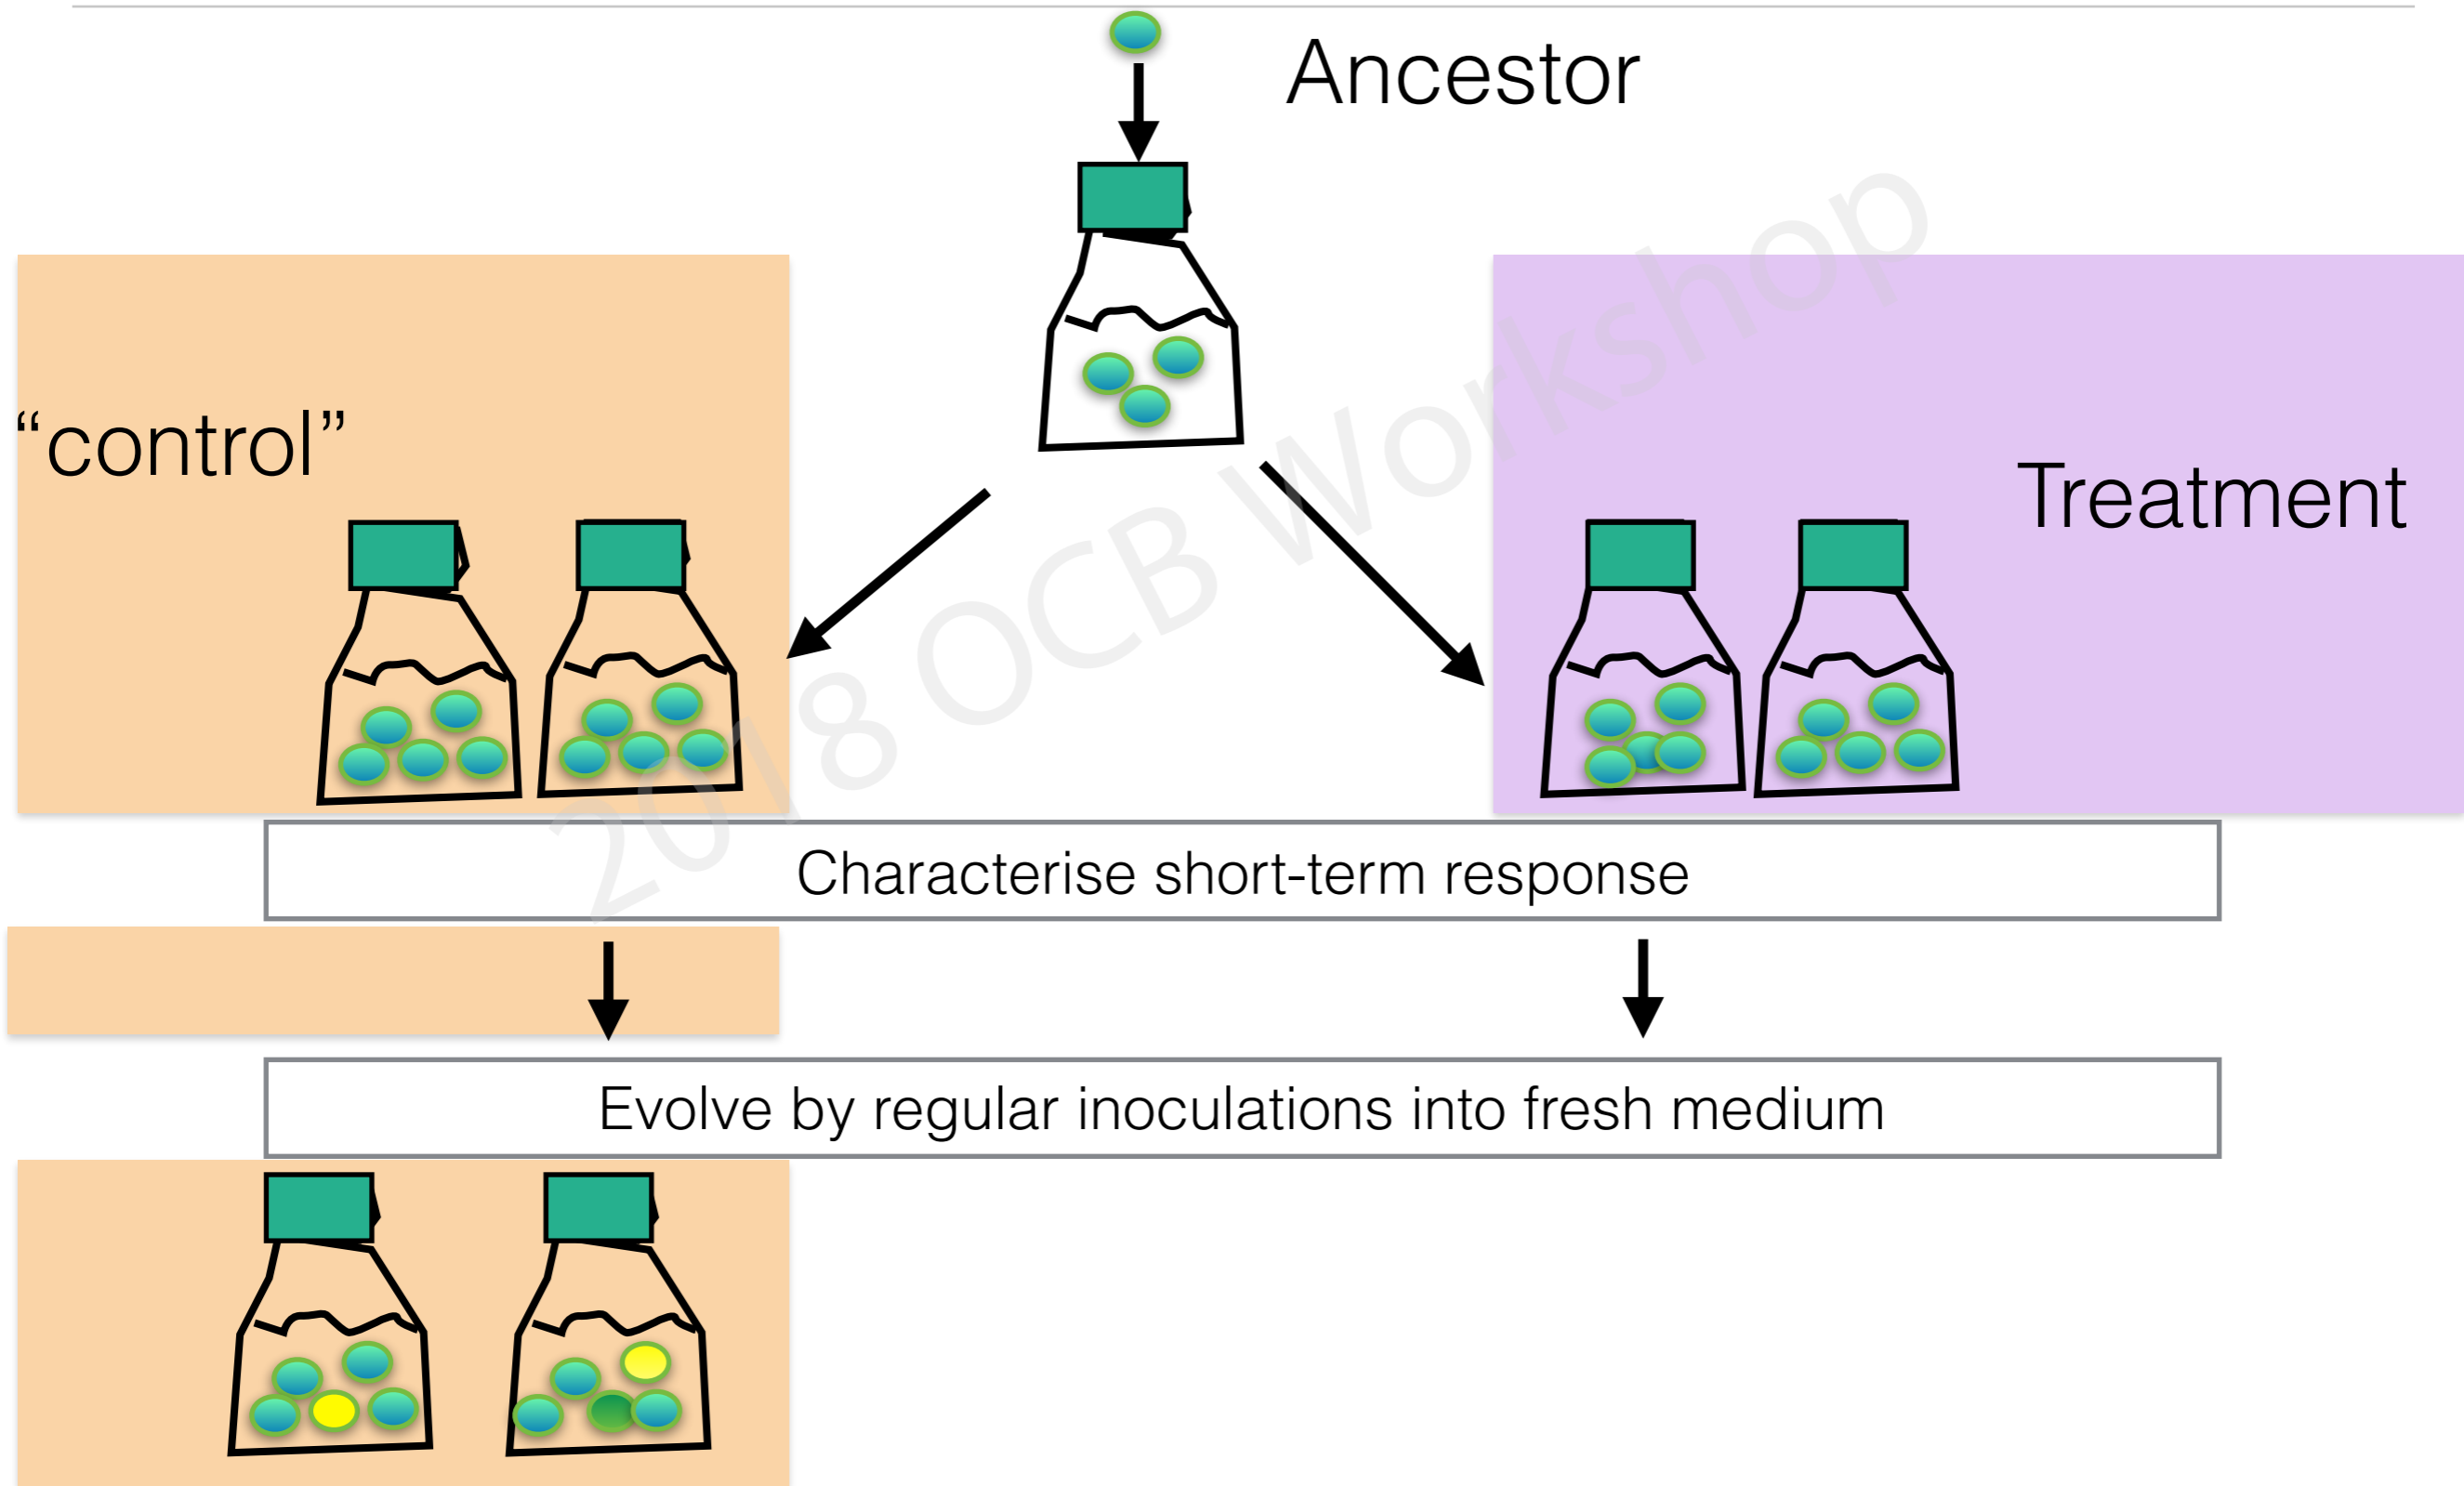 Ancestor
“control”
Treatment
2018 OCB Workshop
Characterise short-term response
Evolve by regular inoculations into fresh medium